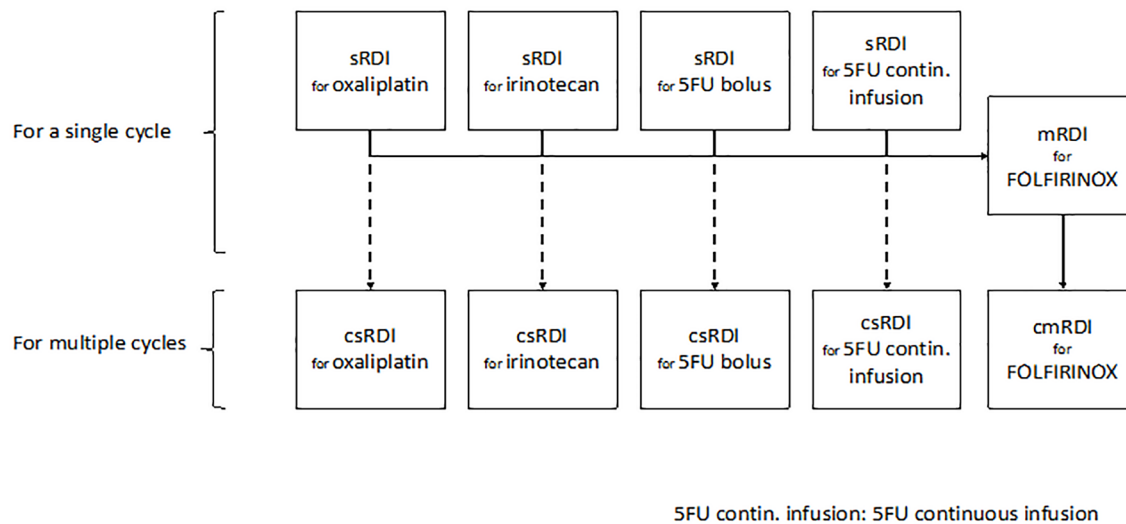 For a single cycle
sRDI
for oxaliplatin
sRDI
for irinotecan
sRDI
for 5FU bolus
sRDI
for 5FU contin.
infusion
mRDI
for
FOLFIRINOX
For multiple cycles
csRDI
for oxaliplatin
csRDI
for irinotecan
csRDI
for 5FU bolus
csRDI
for 5FU contin.
infusion
cmRDI
for
FOLFIRINOX
5FU contin. infusion: 5FU continuous infusion